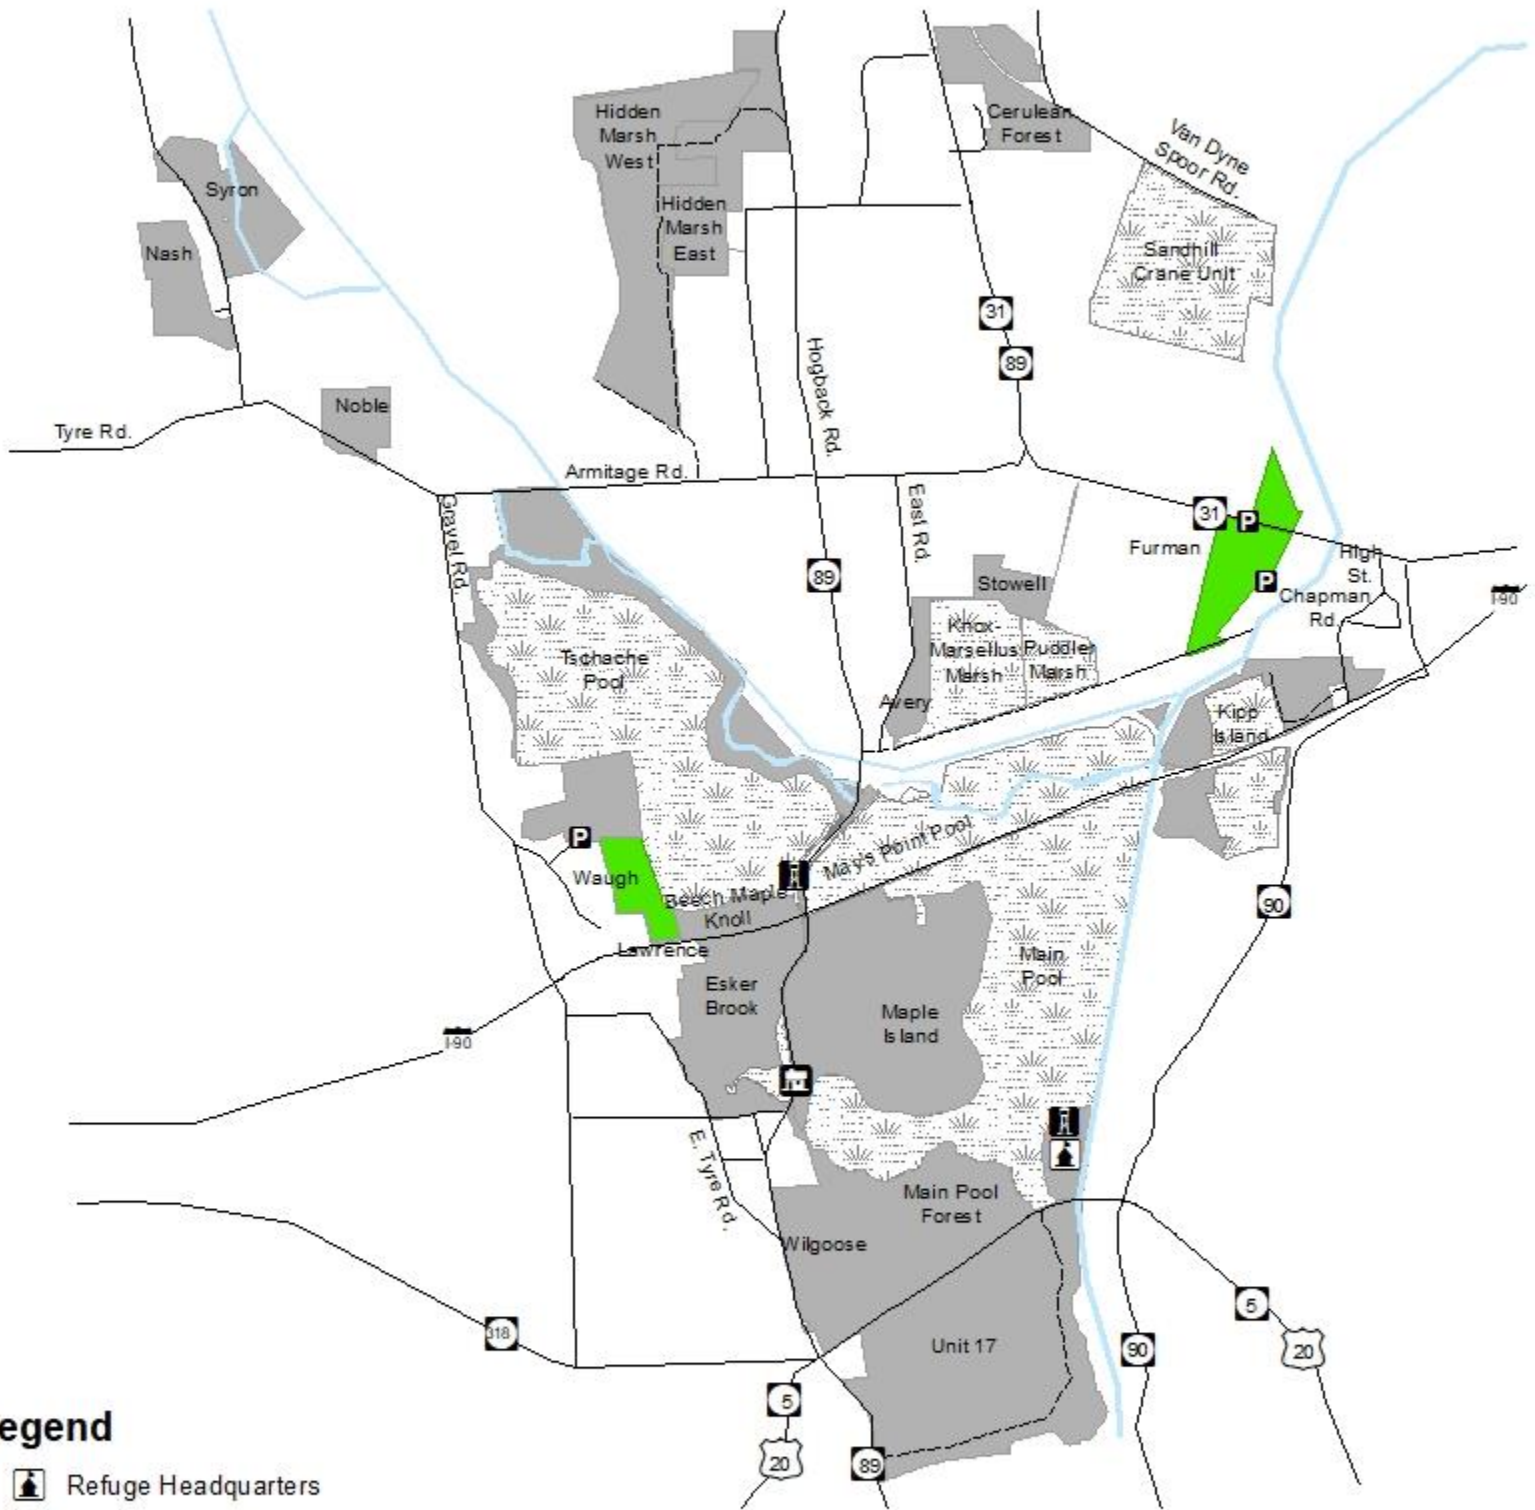 Hidden
Marsh
West
Cerulean
Forest
Van Dyne
Spoor Rd.
Syron
Hidden
Marsh
East
Nash
Sandhill
Crane Unit
31
89
Hogback Rd.
Noble
Tyre Rd.
Armitage Rd.
Gravel Rd.
East Rd.
31
P
Furman
High
St.
89
Stowell
P
Chapman
Rd.
I-90
Knox-
Marsellus
Marsh
Puddler
Marsh
Tschache
Pool
Avery
Kipp
Island
P
May's Point Pool
Waugh
Beech Maple
Knoll
90
Lawrence
Main
Pool
Esker
Brook
Maple
Island
I-90
E. Tyre Rd.
Main Pool
Forest
Wilgoose
5
318
Unit 17
90
20
5
20
89
egend
Refuge Headquarters